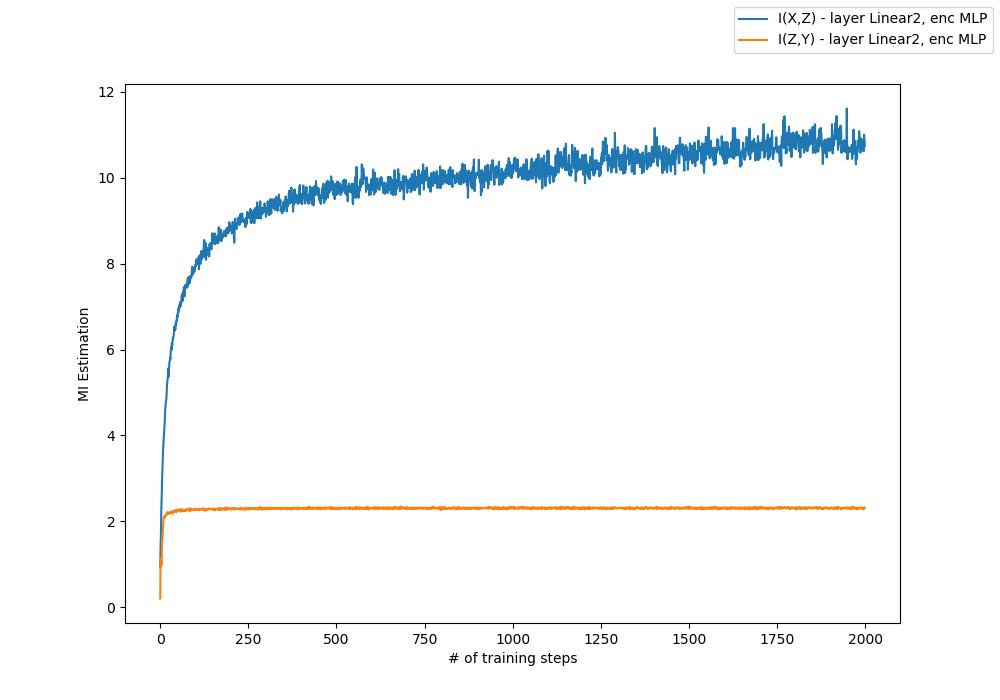 I(X,Z) - layer Linear2, enc MLP
I(Z,Y) - layer Linear2, enc MLP
12
10
8
6
4
2
0
MI Estimation
0 250 500 750 1000 1250 1500 1750 2000
# of training steps